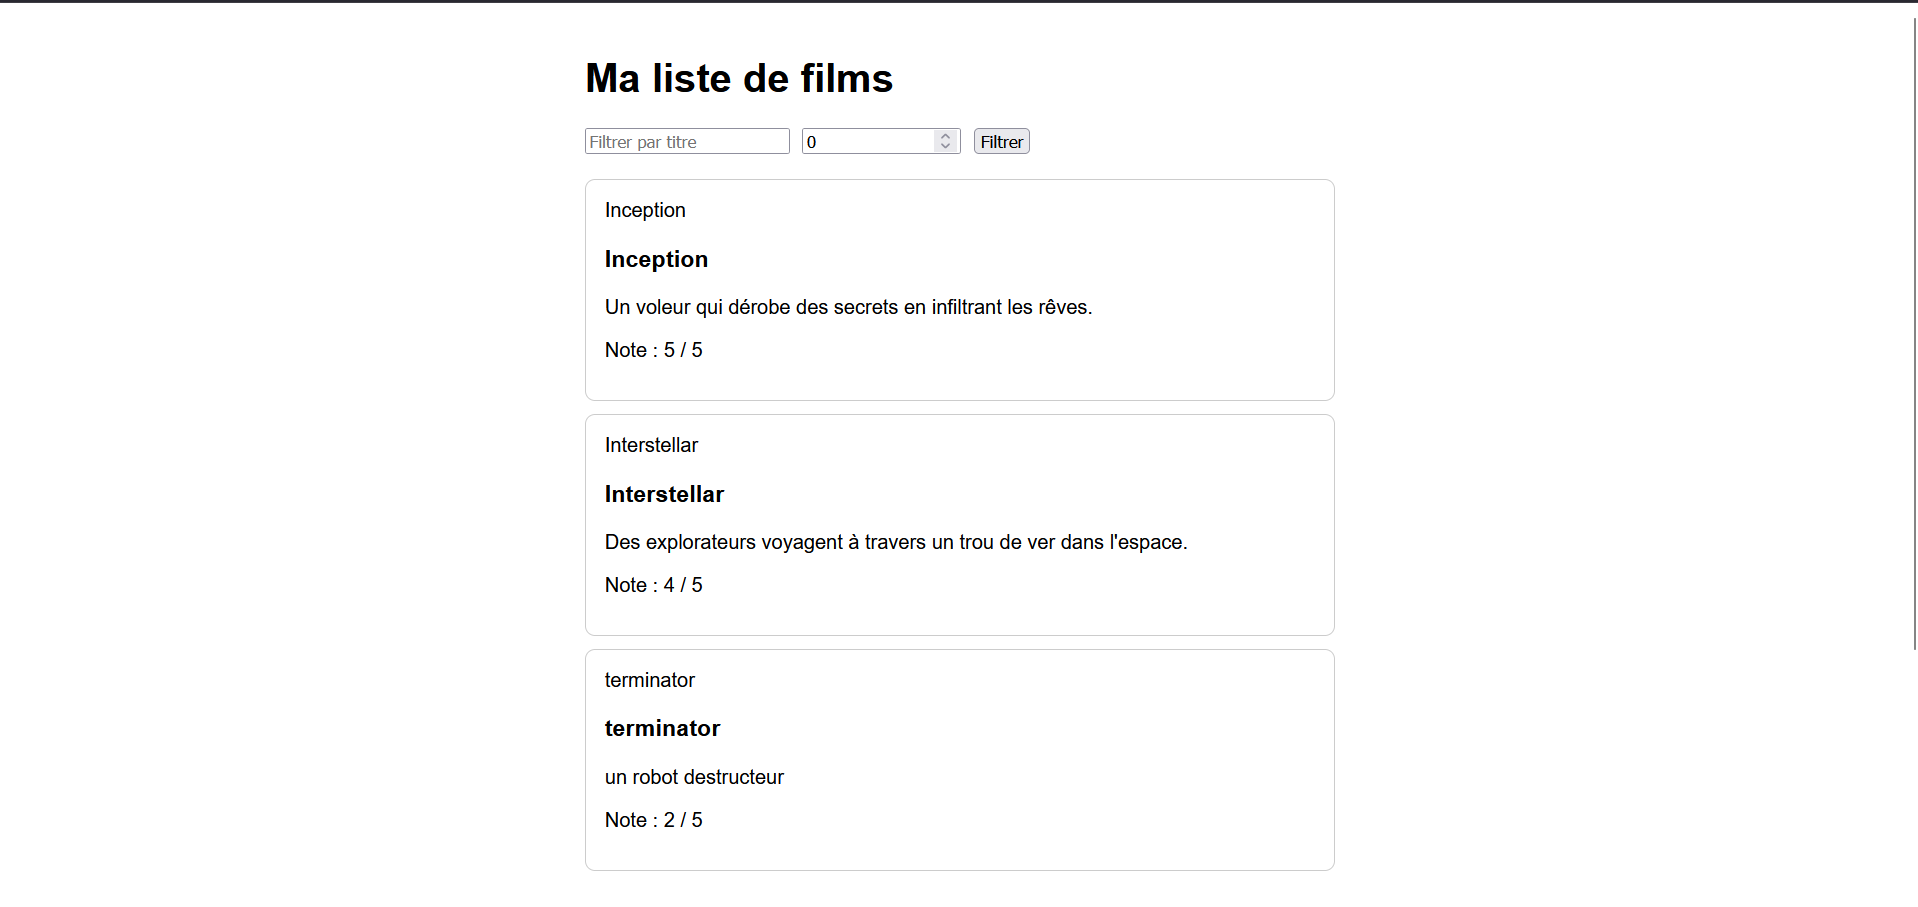 Ma liste de films
Filtrer par titre 0 Filtrer
Inception
Inception
Un voleur qui dérobe des secrets en infiltrant les rêves.
Note : 5 / 5
Interstellar
Interstellar
Des explorateurs voyagent à travers un trou de ver dans l'espace.
Note : 4 / 5
terminator
terminator
un robot destructeur
Note : 2 / 5